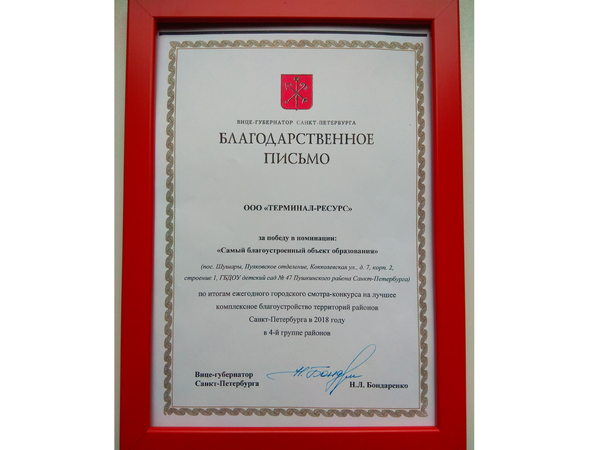 ВИЦЕ-ГУБЕРНАТОР САНКТ-ПЕТЕРБУРГА
БЛАГОДАРСТВЕННОЕ
ПИСЬМО
ООО «ТЕРМИНАЛ-РЕСУРС»
за победу в номинации:
«Самый благоустроенный объект образования»
(пос. Шушары, Пулковское отделение, Кокколевская ул., д. 7, корп. 2,
строение 1, ГБДОУ детский сад № 47 Пушкинского района Санкт-Петербурга)
по итогам ежегодного городского смотра-конкурса на лучшее
комплексное благоустройство территорий районов
Санкт-Петербурга в 2018 году
в 4-й группе районов
Вице-губернатор
Санкт-Петербурга
Н.Л. Бондаренко